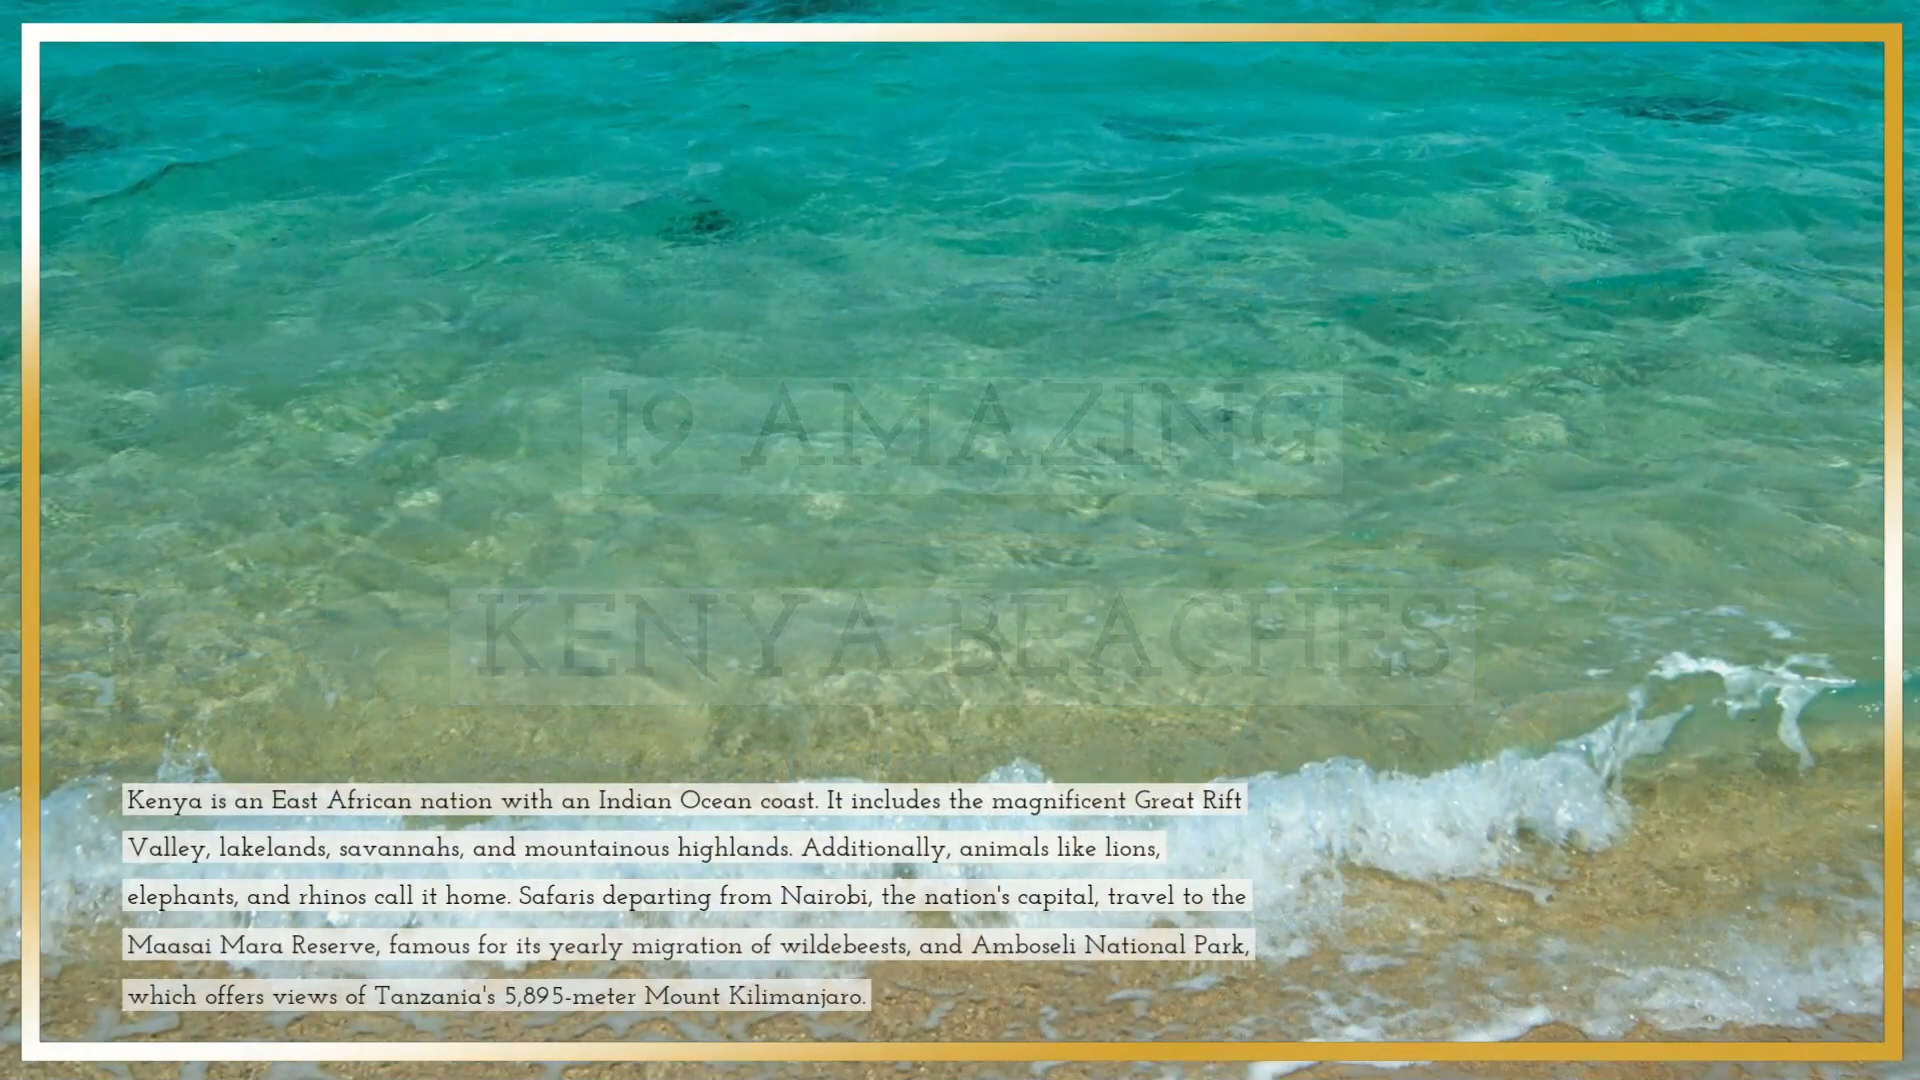 19 AMAZING
KENYA BEACHES
Kenya is an East African nation with an Indian Ocean coast. It includes the magnificent Great Rift
Valley, lakelands, savannahs, and mountainous highlands. Additionally, animals like lions,
elephants, and rhinos call it home. Safaris departing from Nairobi, the nation's capital, travel to the
Maasai Mara Reserve, famous for its yearly migration of wildebeests, and Amboseli National Park,
which offers views of Tanzania's 5,895-meter Mount Kilimanjaro.